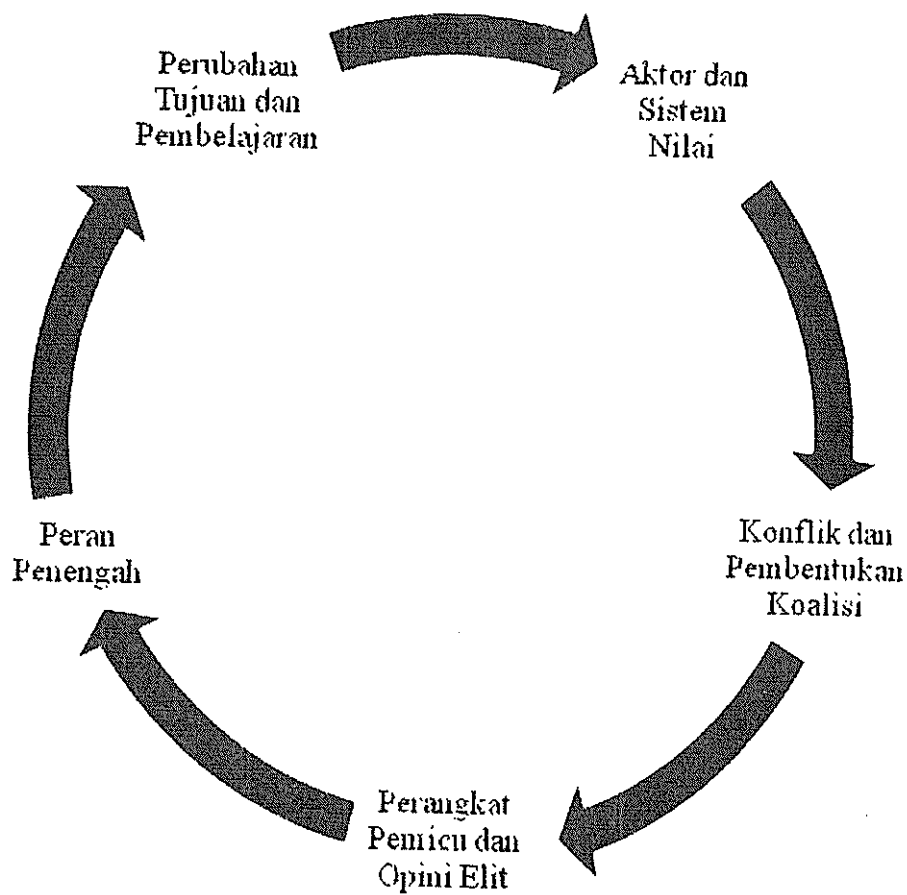 Perubahan
Tujuan dan
Pembelajaran
Aktor dan
Sistem
Nilai
Konflik dan
Pembentukan
Koalisi
Perangkat
Pemicu dan
Opini Elit
Peran
Penengah